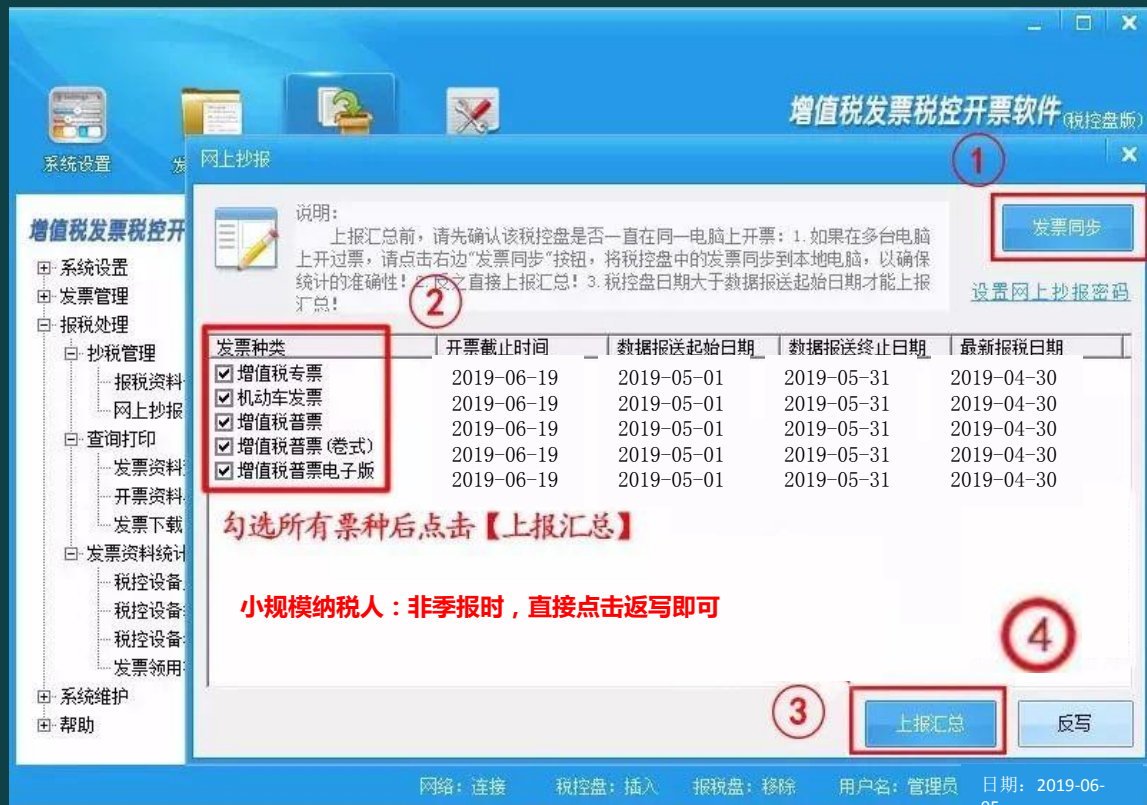 增值税发票税控开票软件(税控盘版)
系统设置
发
网上抄报
①
增值税发票税控开
系统设置
发票管理
报税处理
抄税管理
报税资料
网上抄报
查询打印
发票资料
开票资料
发票下载
发票资料统计
税控设备
税控设备
税控设备
发票领用
系统维护
帮助
说明：
上报汇总前，请先确认该税控盘是否一直在同一电脑上开票：1.如果在多台电脑
上开过票，请点击右边“发票同步”按钮，将税控盘中的发票同步到本地电脑，以确保
统计的准确性！2.反之直接上报汇总！3.税控盘日期大于数据报送起始日期才能上报
汇总！
发票同步
设置网上抄报密码
②
发票种类 开票截止时间 数据报送起始日期 数据报送终止日期 最新报税日期
增值税专票 2019-06-19 2019-05-01 2019-05-31 2019-04-30
机动车发票 2019-06-19 2019-05-01 2019-05-31 2019-04-30
增值税普票 2019-06-19 2019-05-01 2019-05-31 2019-04-30
增值税普票(卷式) 2019-06-19 2019-05-01 2019-05-31 2019-04-30
增值税普票电子版 2019-06-19 2019-05-01 2019-05-31 2019-04-30
勾选所有票种后点击【上报汇总】
小规模纳税人：非季报时，直接点击返写即可
④
③
上报汇总
反写
网络：连接 税控盘：插入 报税盘：移除 用户名：管理员 日期：2019-06-